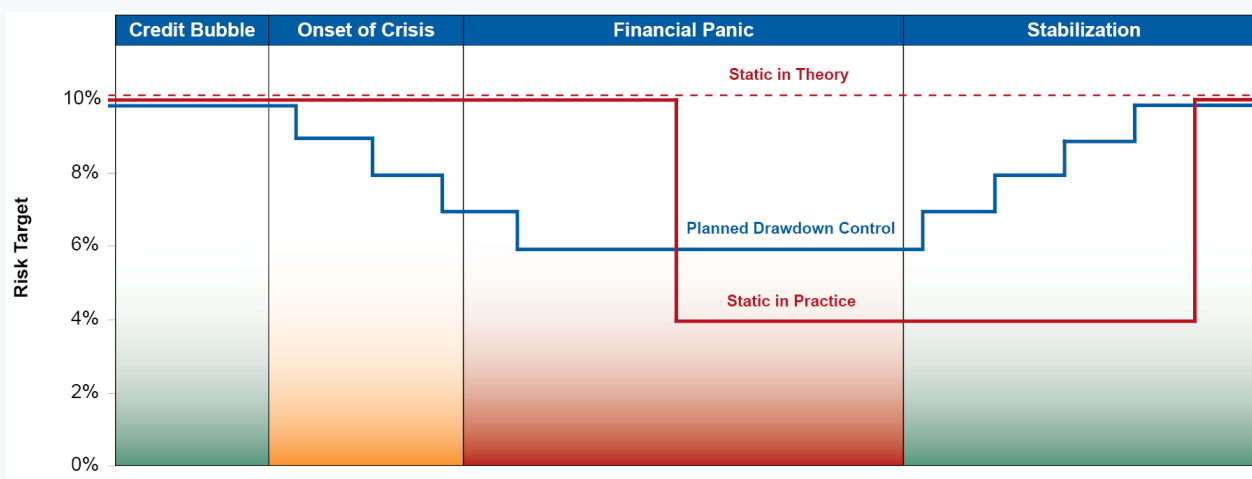 Credit Bubble
Onset of Crisis
Financial Panic
Stabilization
Static in Theory
10%
8%
Planned Drawdown Control
6%
Risk Target
Static in Practice
4%
2%
0%